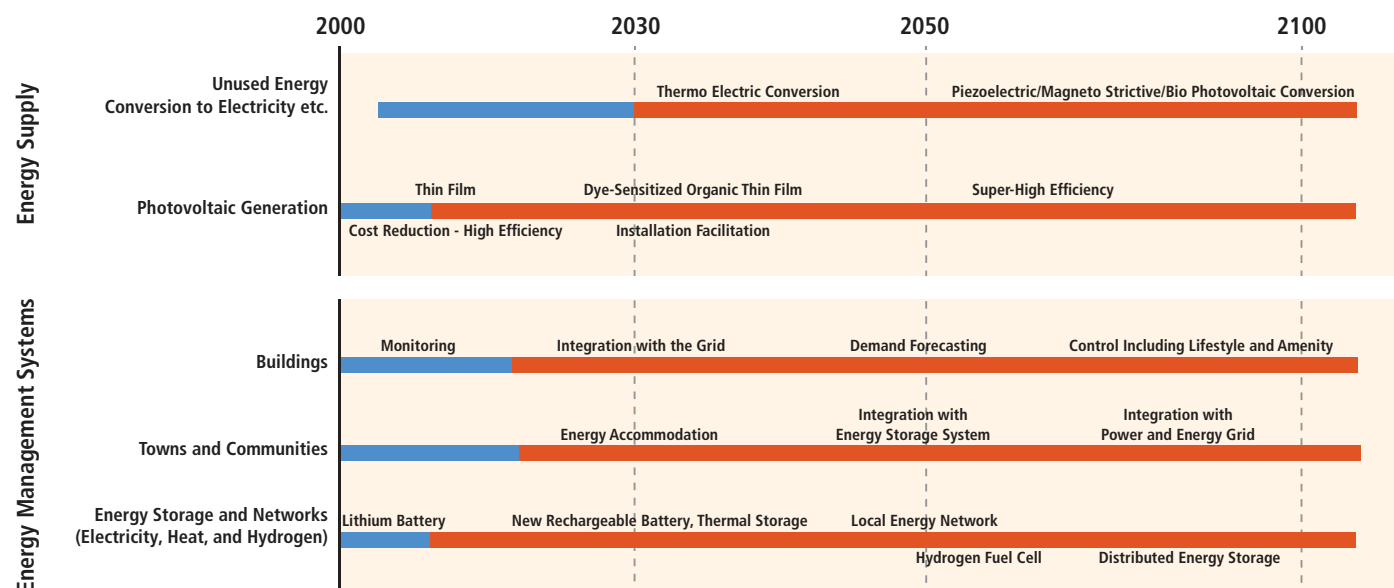 2000 2030 2050 2100
Energy Supply
Unused Energy
Conversion to Electricity etc.
Thermo Electric Conversion
Piezoelectric/Magneto Strictive/Bio Photovoltaic Conversion
Photovoltaic Generation
Thin Film
Dye-Sensitized Organic Thin Film
Super-High Efficiency
Cost Reduction - High Efficiency
Installation Facilitation
Energy Management Systems
Buildings
Monitoring
Integration with the Grid
Demand Forecasting
Control Including Lifestyle and Amenity
Towns and Communities
Energy Accommodation
Integration with
Energy Storage System
Integration with
Power and Energy Grid
Energy Storage and Networks
(Electricity, Heat, and Hydrogen)
Lithium Battery
New Rechargeable Battery, Thermal Storage
Local Energy Network
Hydrogen Fuel Cell
Distributed Energy Storage